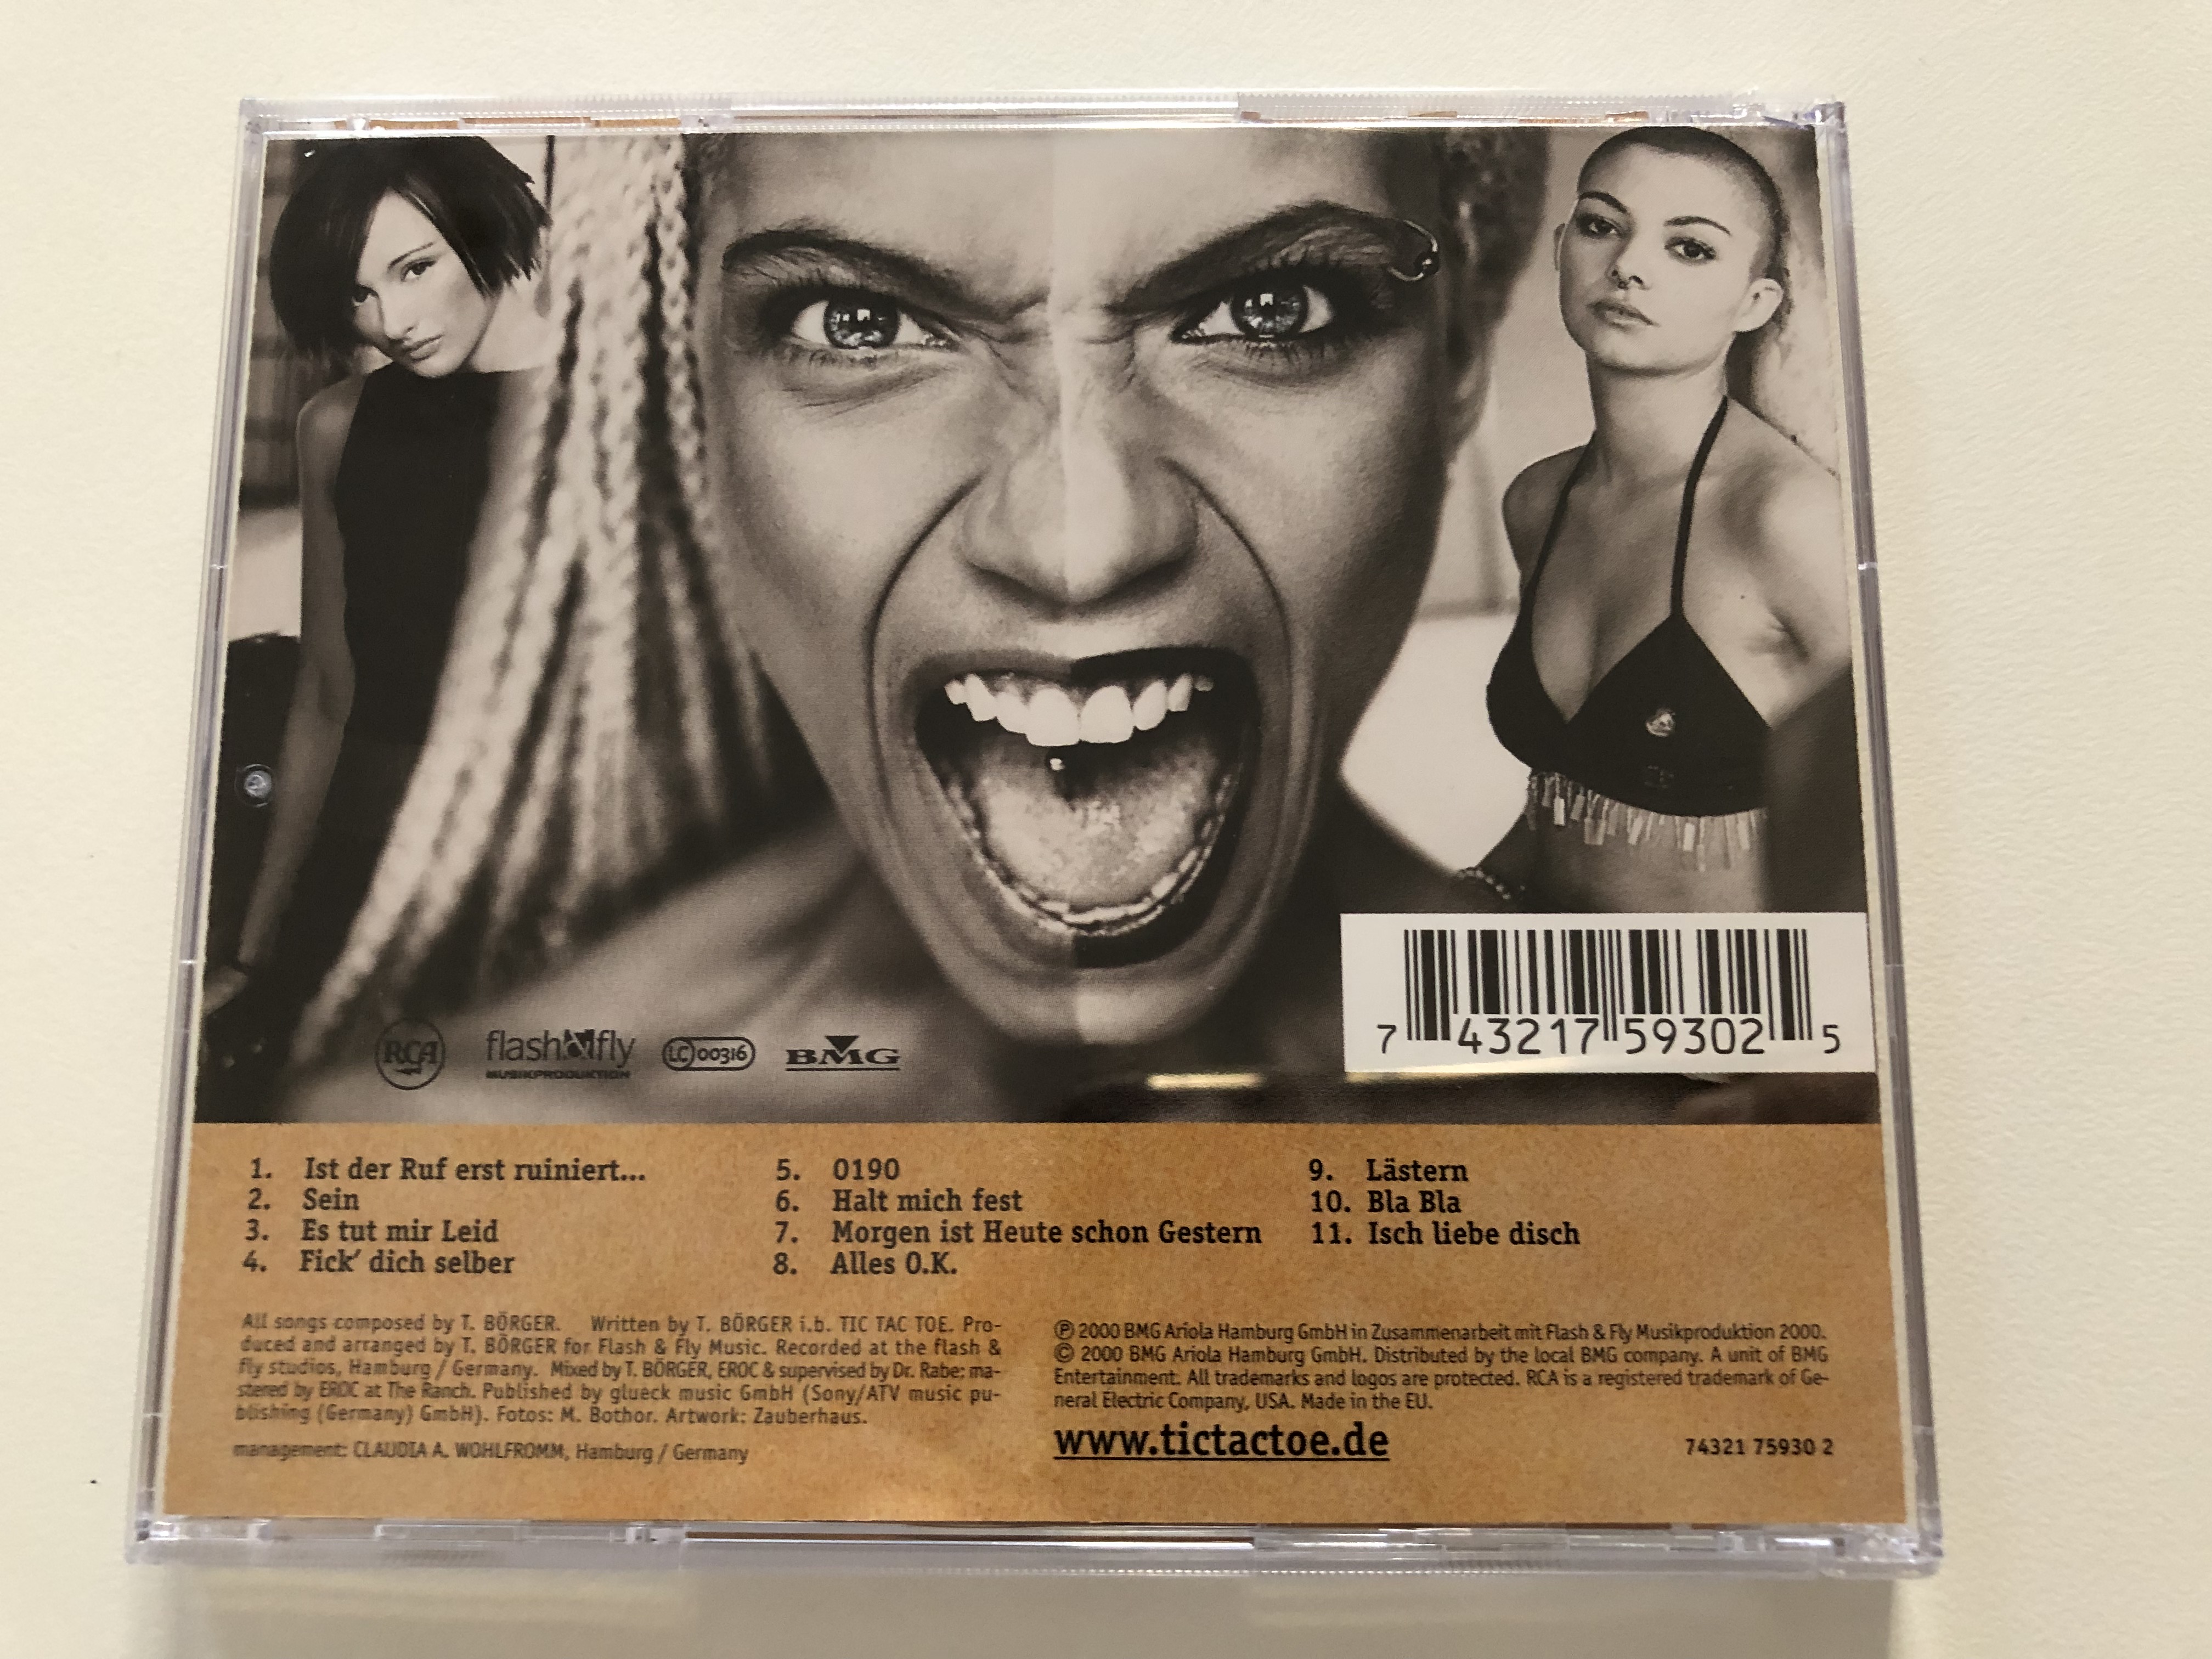 RCA
flash&fly
MUSIKPRODUKTION
LC 00316
BMG
7 43217 59302 5
1. Ist der Ruf erst ruiniert...
2. Sein
3. Es tut mir Leid
4. Fick' dich selber
5. 0190
6. Halt mich fest
7. Morgen ist Heute schon Gestern
8. Alles O.K.
9. Lästern
10. Bla Bla
11. Isch liebe disch
All songs composed by T. BÖRGER. Written by T. BÖRGER i.b. TIC TAC TOE. Pro-
duced and arranged by T. BÖRGER for Flash & Fly Music. Recorded at the flash &
fly studios, Hamburg / Germany. Mixed by T. BÖRGER, EROC & supervised by Dr. Rabe; ma-
stered by EROC at The Ranch. Published by glueck music GmbH (Sony/ATV music pu-
blishing (Germany) GmbH). Fotos: M. Bothor. Artwork: Zauberhaus.
management: CLAUDIA A. WOHLFROMM, Hamburg / Germany
℗ 2000 BMG Ariola Hamburg GmbH in Zusammenarbeit mit Flash & Fly Musikproduktion 2000.
© 2000 BMG Ariola Hamburg GmbH. Distributed by the local BMG company. A unit of BMG
Entertainment. All trademarks and logos are protected. RCA is a registered trademark of Ge-
neral Electric Company, USA. Made in the EU.
www.tictactoe.de
74321 75930 2